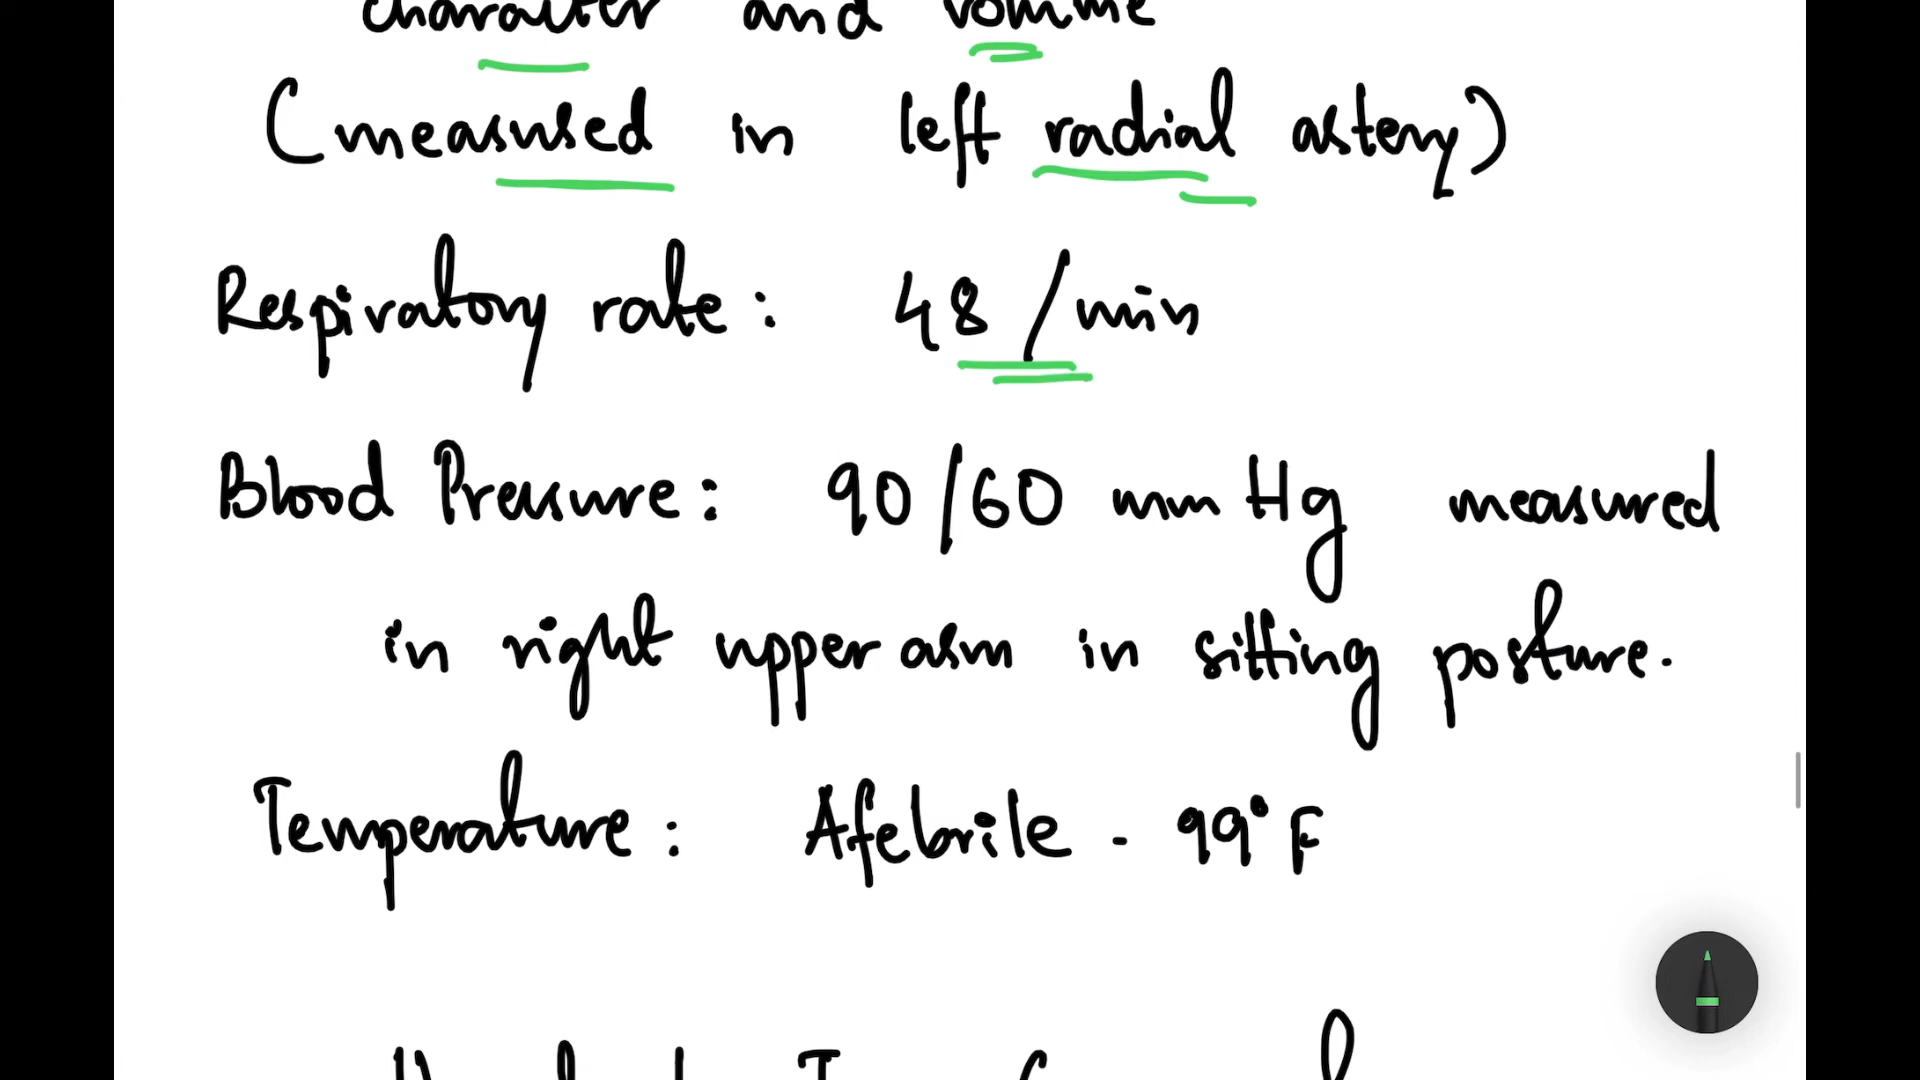 character and volume
(measured in left radial artery)
Respiratory rate: 48/min
Blood Pressure: 90/60 mm Hg measured
in right upper arm in sitting posture.
Temperature: Afebrile - 99°F